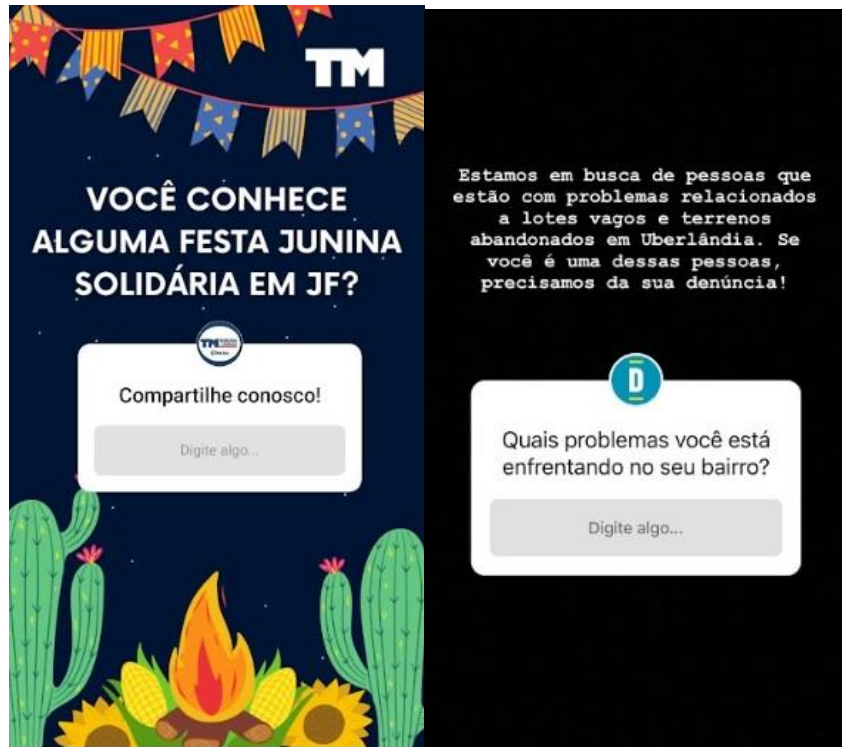 TM
VOCÊ CONHECE
ALGUMA FESTA JUNINA
SOLIDÁRIA EM JF?
TM
Compartilhe conosco!
Digite algo...
Estamos em busca de pessoas que
estão com problemas relacionados
a lotes vagos e terrenos
abandonados em Uberlândia. Se
você é uma dessas pessoas,
precisamos da sua denúncia!
D
Quais problemas você está
enfrentando no seu bairro?
Digite algo...